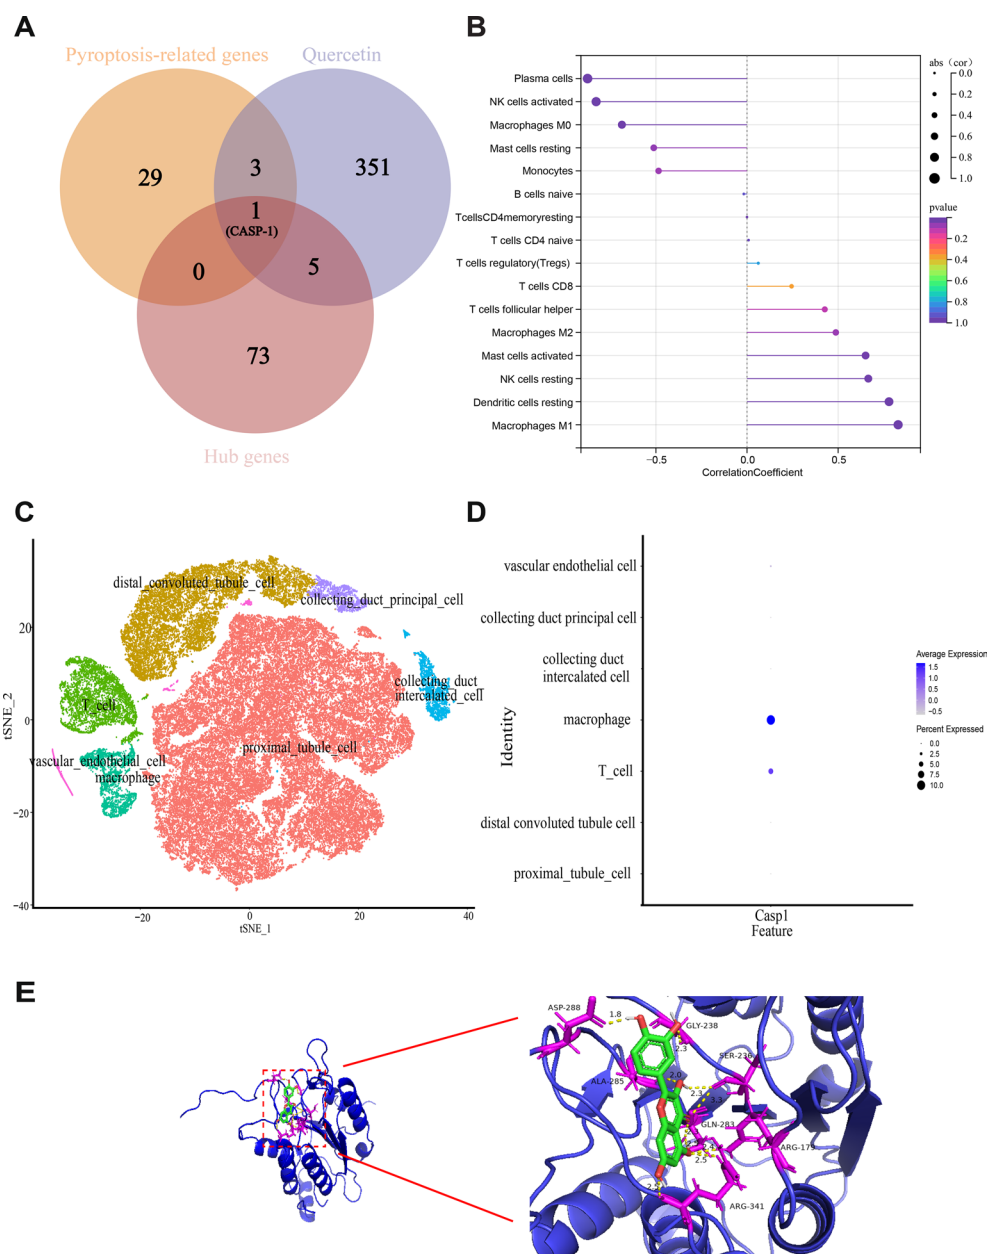 A
Pyroptosis-related genes
Quercetin
29
3
351
1
(CASP-1)
0
5
73
Hub genes
B
Plasma cells
NK cells activated
Macrophages M0
Mast cells resting
Monocytes
B cells naive
TcellsCD4memoryresting
T cells CD4 naive
T cells regulatory(Tregs)
T cells CD8
T cells follicular helper
Macrophages M2
Mast cells activated
NK cells resting
Dendritic cells resting
Macrophages M1
−0.5
0.0
0.5
CorrelationCoefficient
abs（cor）
0.0
0.2
0.4
0.6
0.8
1.0
pvalue
0.2
0.4
0.6
0.8
1.0
C
distal_convoluted_tubule_cell
collecting_duct_principal_cell
collecting_duct
intercalated_cell
T_cell
proximal_tubule_cell
vascular_endothelial_cell
macrophage
20
0
−20
−40
tSNE_2
−20
0
20
40
tSNE_1
D
vascular endothelial cell
collecting duct principal cell
collecting duct
intercalated cell
macrophage
T_cell
distal convoluted tubule cell
proximal_tubule_cell
Identity
Casp1
Feature
Average Expression
1.5
1.0
0.5
0.0
−0.5
Percent Expressed
0.0
2.5
5.0
7.5
10.0
E
ASP-288
1.8
GLY-238
2.3
SER-236
ALA-285
2.0
2.3
3.3
GLN-283
2.4
2.5
ARG-179
ARG-341